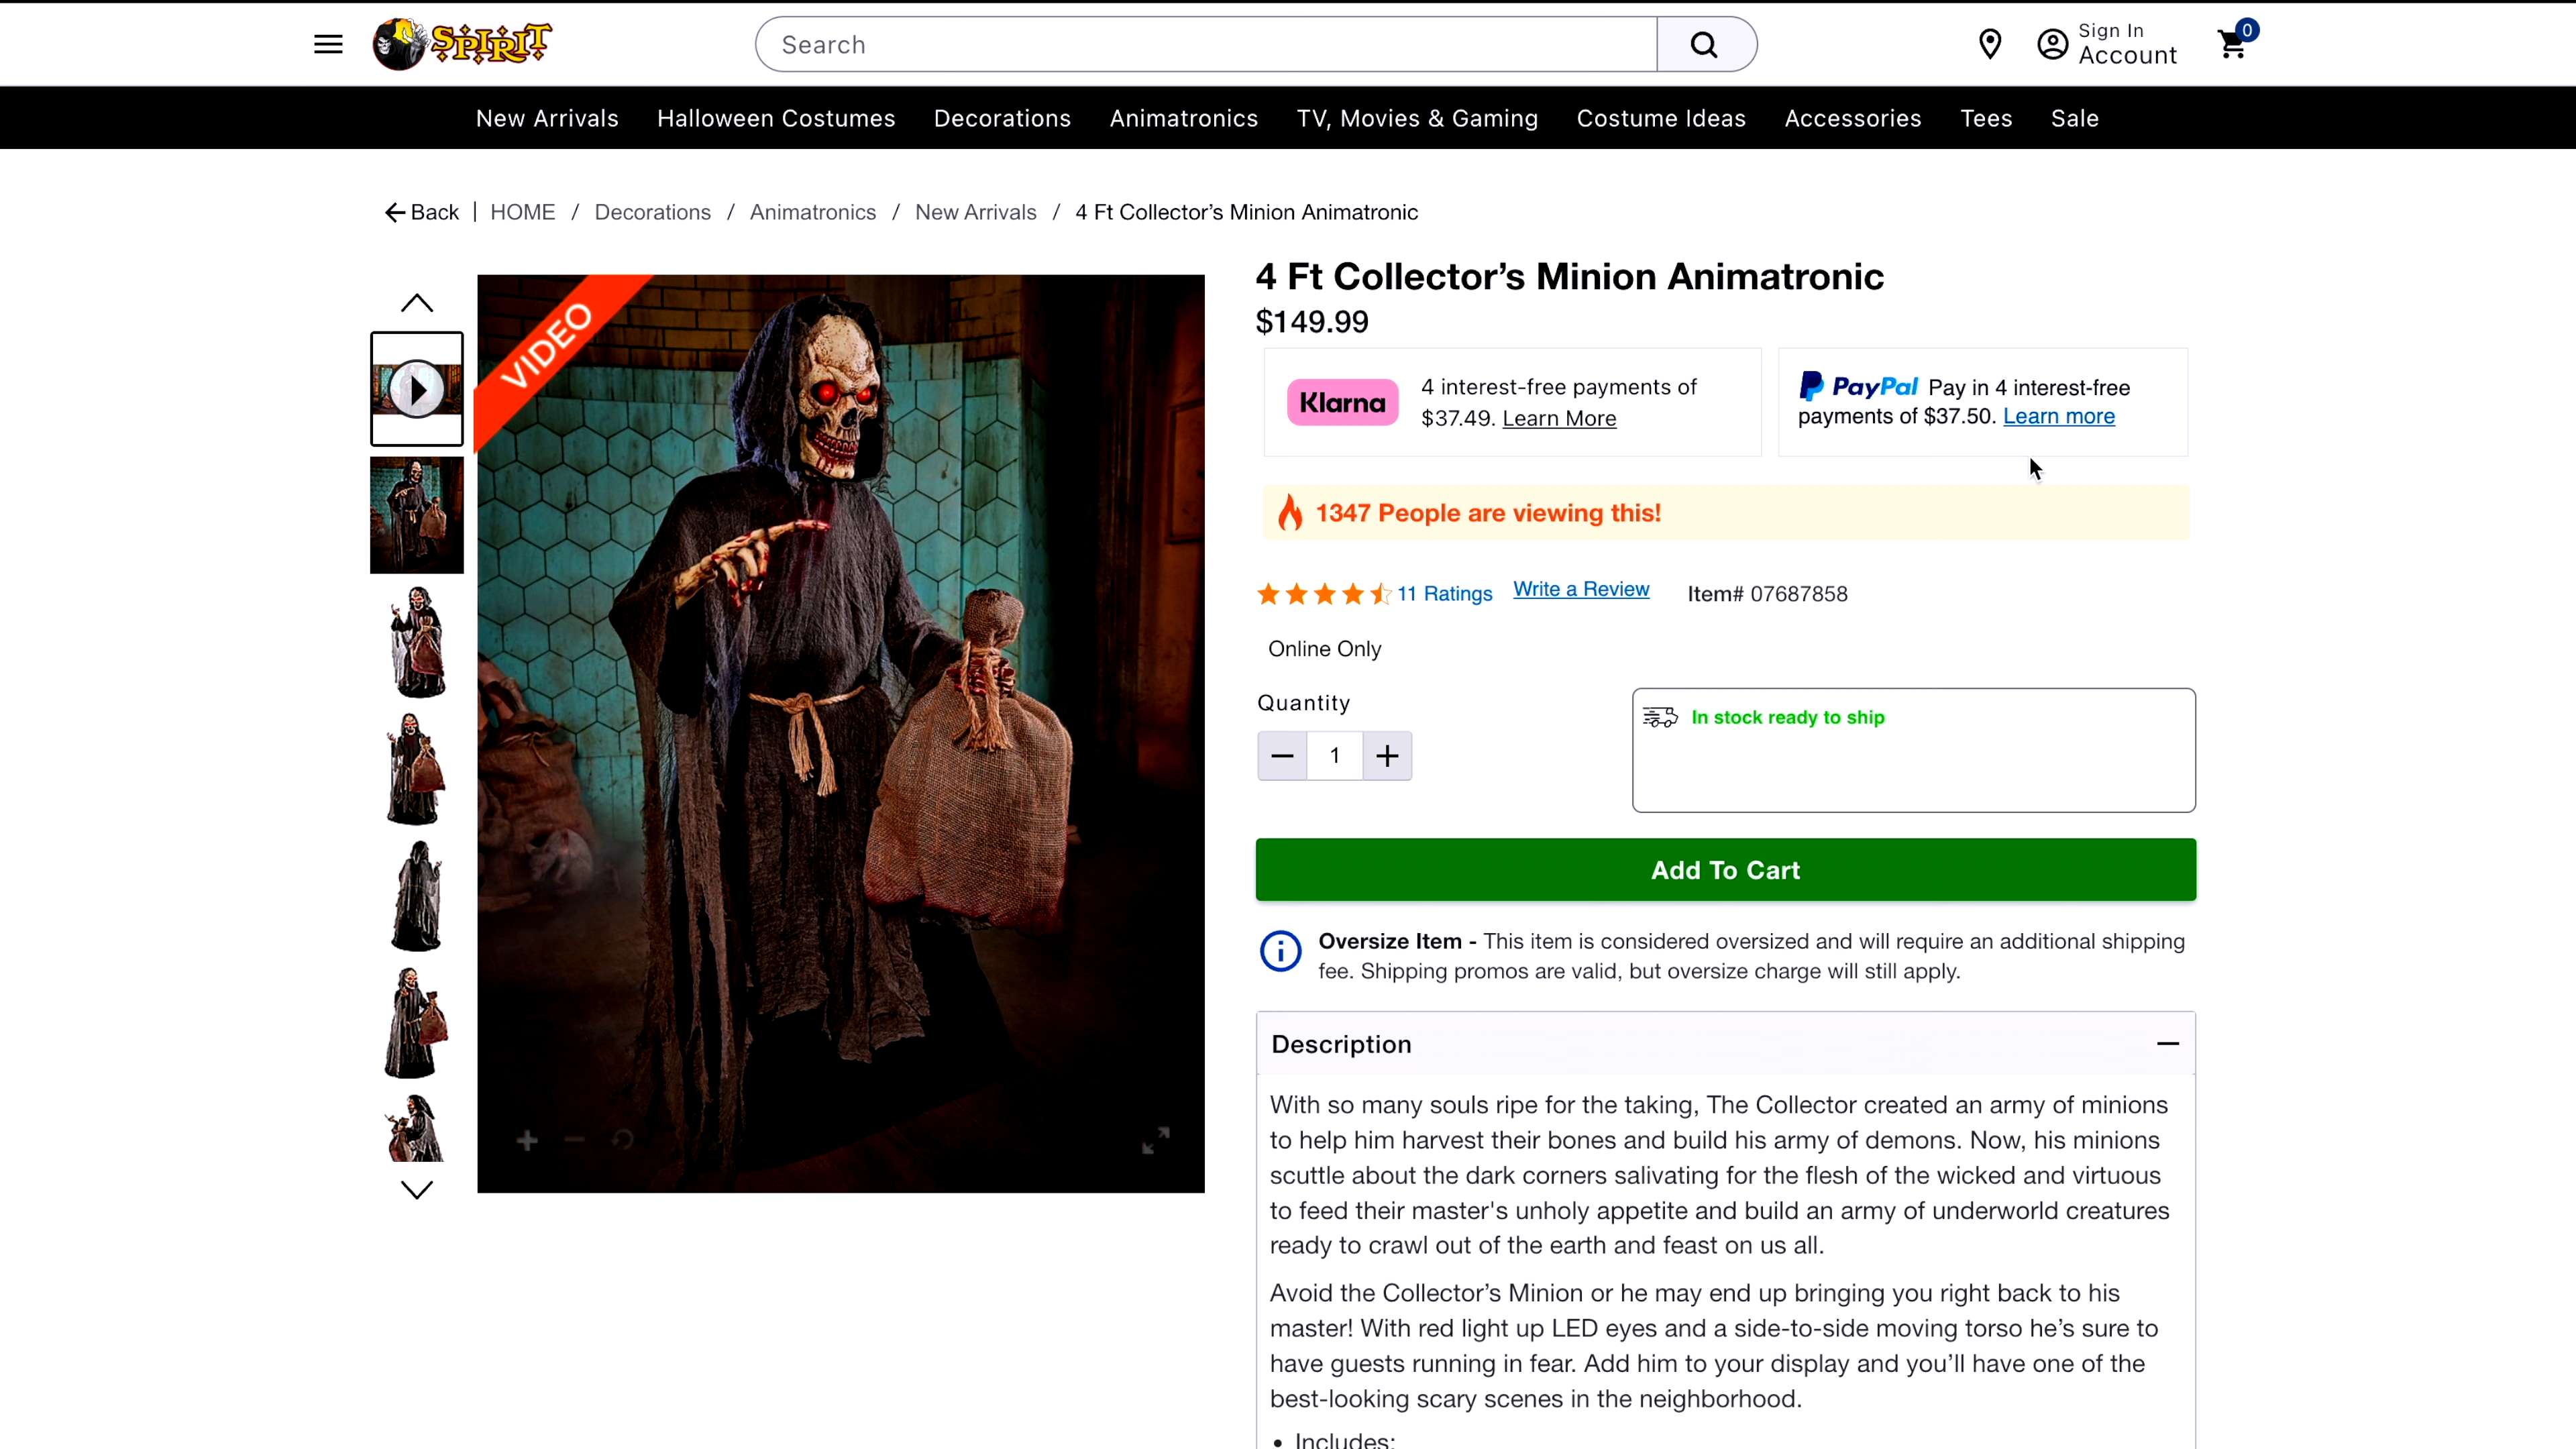 SPIRIT
Search
Sign In
Account
0
New Arrivals
Halloween Costumes
Decorations
Animatronics
TV, Movies & Gaming
Costume Ideas
Accessories
Tees
Sale
Back | HOME / Decorations / Animatronics / New Arrivals / 4 Ft Collector’s Minion Animatronic
VIDEO
4 Ft Collector’s Minion Animatronic
$149.99
Klarna
4 interest-free payments of
$37.49. Learn More
PayPal Pay in 4 interest-free
payments of $37.50. Learn more
1347 People are viewing this!
11 Ratings
Write a Review
Item# 07687858
Online Only
Quantity
1
In stock ready to ship
Add To Cart
Oversize Item - This item is considered oversized and will require an additional shipping
fee. Shipping promos are valid, but oversize charge will still apply.
Description
With so many souls ripe for the taking, The Collector created an army of minions
to help him harvest their bones and build his army of demons. Now, his minions
scuttle about the dark corners salivating for the flesh of the wicked and virtuous
to feed their master's unholy appetite and build an army of underworld creatures
ready to crawl out of the earth and feast on us all.
Avoid the Collector’s Minion or he may end up bringing you right back to his
master! With red light up LED eyes and a side-to-side moving torso he’s sure to
have guests running in fear. Add him to your display and you’ll have one of the
best-looking scary scenes in the neighborhood.
• Includes: